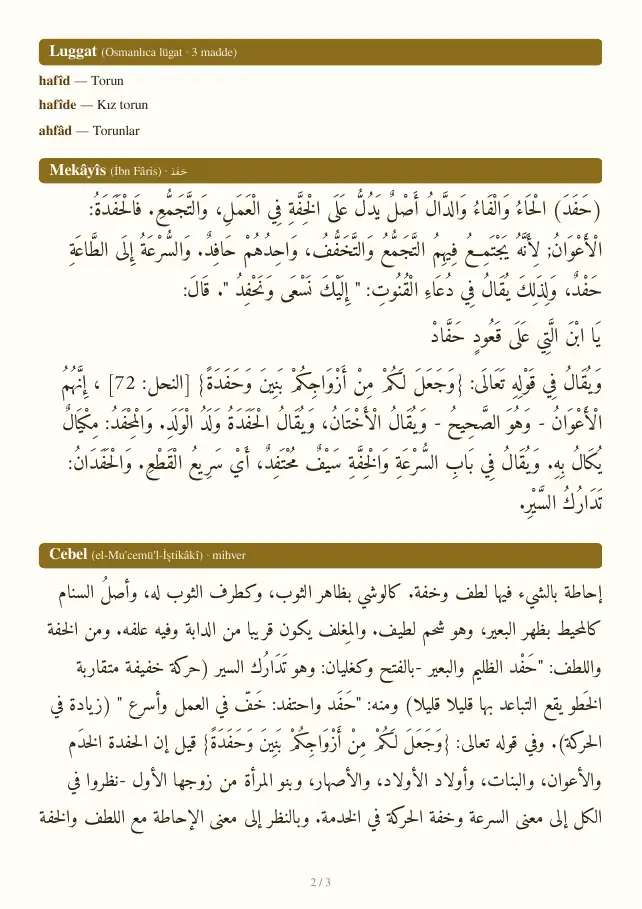 Luggat (Osmanlıca lügat · 3 madde)
hafîd — Torun
hafîde — Kız torun
ahfâd — Torunlar
Mekâyîs (İbn Fâris) · حَفَدَ
(حَفَدَ) الْحَاءُ وَالْفَاءُ وَالدَّالُ أَصْلٌ يَدُلُّ عَلَى الْخِفَّةِ فِي الْعَمَلِ، وَالتَّجَمُّعِ. فَالْحَفَدَةُ:
الْأَعْوَانُ; لِأَنَّهُ يَجْتَمِعُ فِيهِمُ التَّجَمُّعُ وَالتَّخَفُّفُ، وَاحِدُهُمْ حَافِدٌ. وَالسُّرْعَةُ إِلَى الطَّاعَةِ
حَفْدٌ، وَلِذَلِكَ يُقَالُ فِي دُعَاءِ الْقُنُوتِ: " إِلَيْكَ نَسْعَى وَنَحْفِدُ ". قَالَ:
يَا ابْنَ الَّتِي عَلَى قَعُودٍ حَفَّادْ
وَيُقَالُ فِي قَوْلِهِ تَعَالَى: {وَجَعَلَ لَكُمْ مِنْ أَزْوَاجِكُمْ بَنِينَ وَحَفَدَةً} [النحل: 72] ، إِنَّهُمُ
الْأَعْوَانُ - وَهُوَ الصَّحِيحُ - وَيُقَالُ الْأَخْتَانُ، وَيُقَالُ الْحَفَدَةُ وَلَدُ الْوَلَدِ. وَالْمِحْفَدُ: مِكْيَالٌ
يُكَالُ بِهِ. وَيُقَالُ فِي بَابِ السُّرْعَةِ وَالْخِفَّةِ سَيْفٌ مُحْتَفِدٌ، أَيْ سَرِيعُ الْقَطْعِ. وَالْحَفَدَانُ:
تَدَارُكُ السَّيْرِ.
Cebel (el-Mu'cemü'l-İştikâkî) · mihver
إحاطة بالشيء فيها لطف وخفة. كالوشي بظاهر الثوب، وكطرف الثوب له، وأصلُ السنام
كالمحيط بظهر البعير، وهو شحم لطيف. والمِعْلف يكون قريبا من الدابة وفيه علفه. ومن الخفة
واللطف: "حَفْد الظليم والبعير -بالفتح وكغليان: وهو تَدَارُك السير (حركة خفيفة متقاربة
الخَطو يقع التباعد بها قليلا قليلا) ومنه: "حَفَد واحتفد: خَفّ في العمل وأسرع " (زيادة في
الحركة). وفي قوله تعالى: {وَجَعَلَ لَكُمْ مِنْ أَزْوَاجِكُمْ بَنِينَ وَحَفَدَةً} قيل إن الحفدة الخدَم
والأعوان، والبنات، وأولاد الأولاد، والأصهار، وبنو المرأة من زوجها الأول -نظروا في
الكل إلى معنى السرعة وخفة الحركة في الخدمة. وبالنظر إلى معنى الإحاطة مع اللطف والخفة
2 / 3